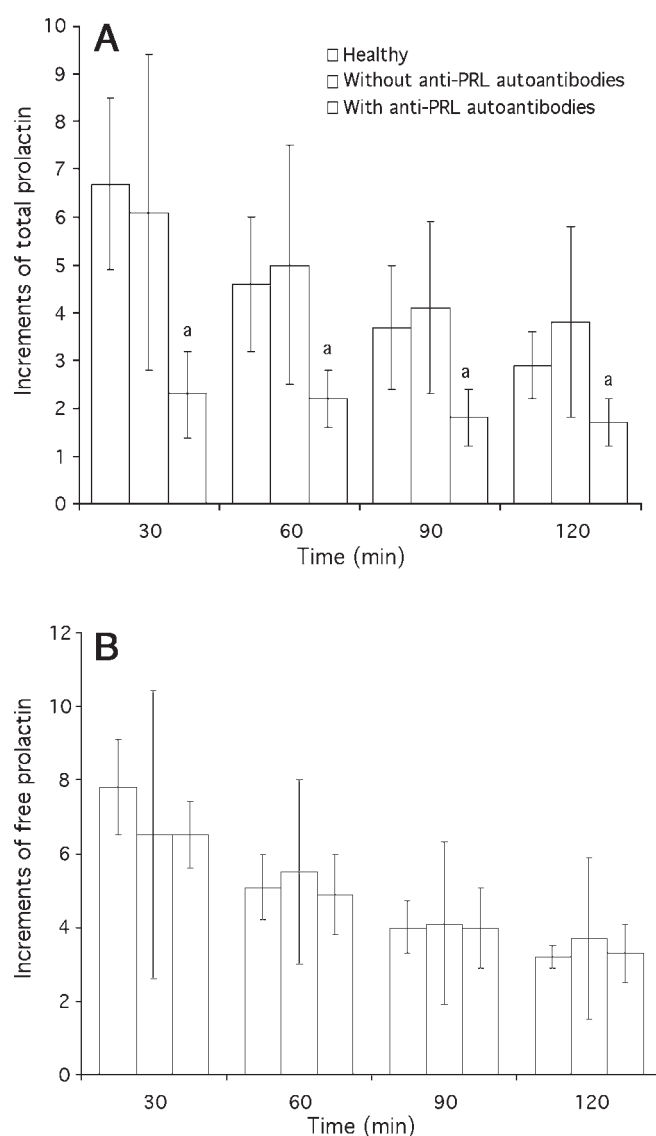 A
Healthy
Without anti-PRL autoantibodies
With anti-PRL autoantibodies
Increments of total prolactin
10
9
8
7
6
5
4
3
2
1
0
a
a
a
a
30 60 90 120
Time (min)
B
Increments of free prolactin
12
10
8
6
4
2
0
30 60 90 120
Time (min)